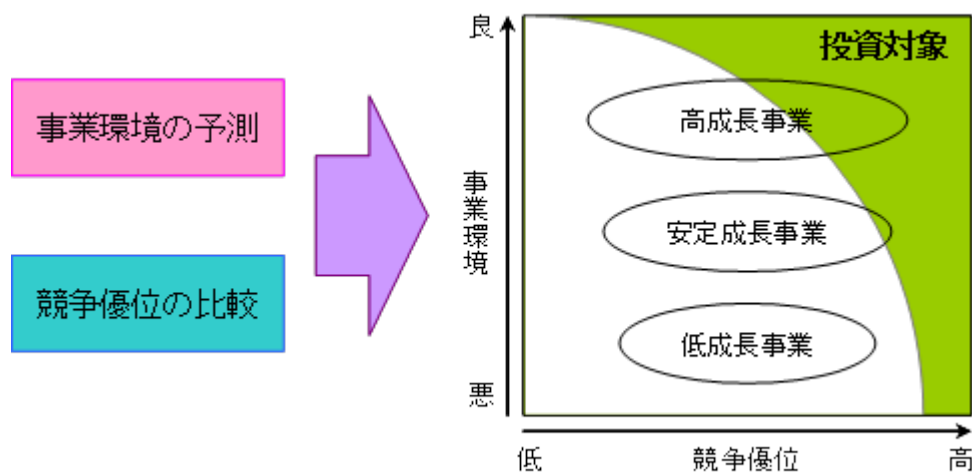 事業環境の予測
競争優位の比較
良
事業環境
悪
投資対象
高成長事業
安定成長事業
低成長事業
低
競争優位
高